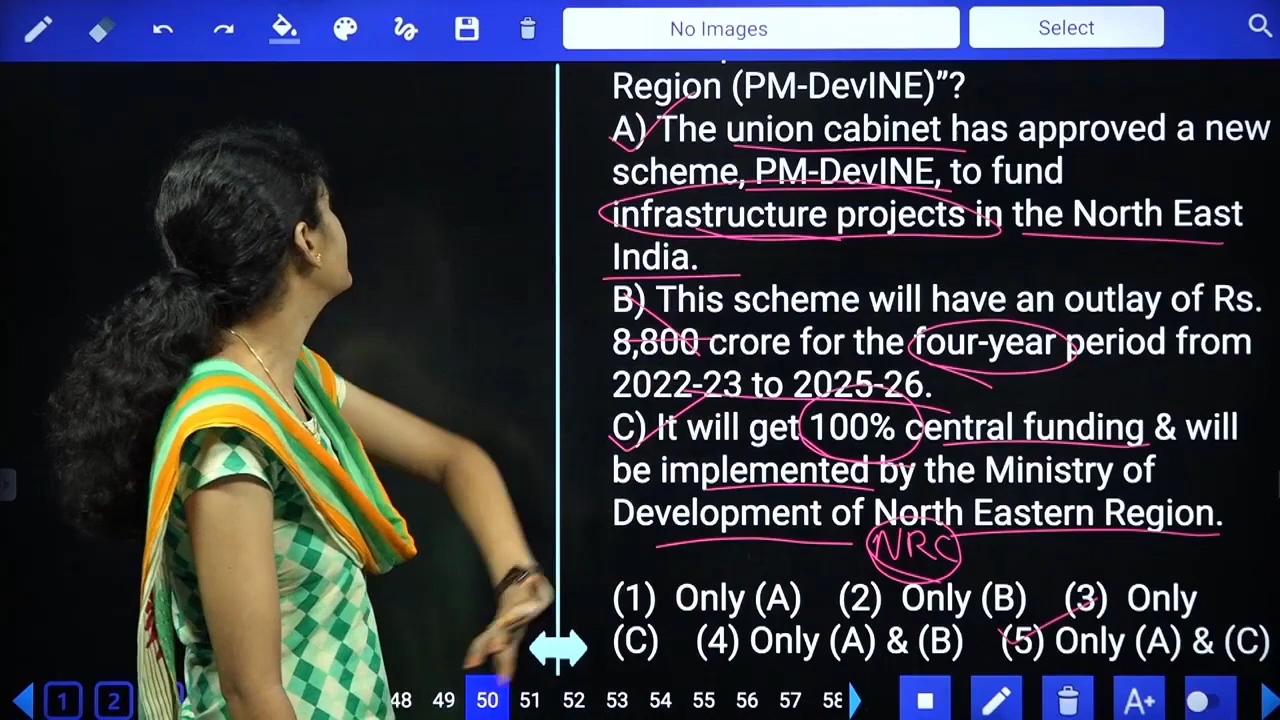 No Images
Select
Region (PM-DevINE)"?
A) The union cabinet has approved a new
scheme, PM-DevINE, to fund
infrastructure projects in the North East
India.
B) This scheme will have an outlay of Rs.
8,800 crore for the four-year period from
2022-23 to 2025-26.
C) It will get 100% central funding & will
be implemented by the Ministry of
Development of North Eastern Region.
NRC
(1) Only (A) (2) Only (B) (3) Only
(C) (4) Only (A) & (B) (5) Only (A) & (C)
1 2 48 49 50 51 52 53 54 55 56 57 58 A+